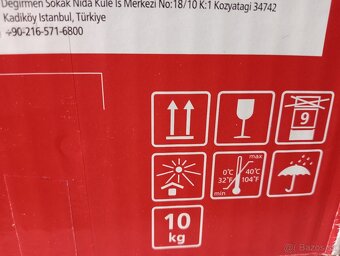 Degirmen Sokak Nida Kule Is Merkezi No:18/10 K:1 Kozyatagi 34742
Kadiköy Istanbul, Türkiye
+90-216-571-6800
9
max
0°C 40°C
32°F 104°F
min
10
kg